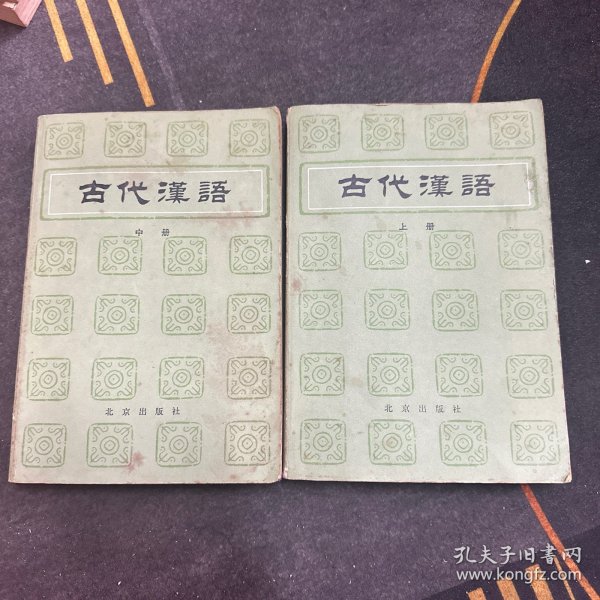 古代漢語
中册
北京出版社
古代漢語
上册
北京出版社
孔夫子旧書网
www.kongfz.com